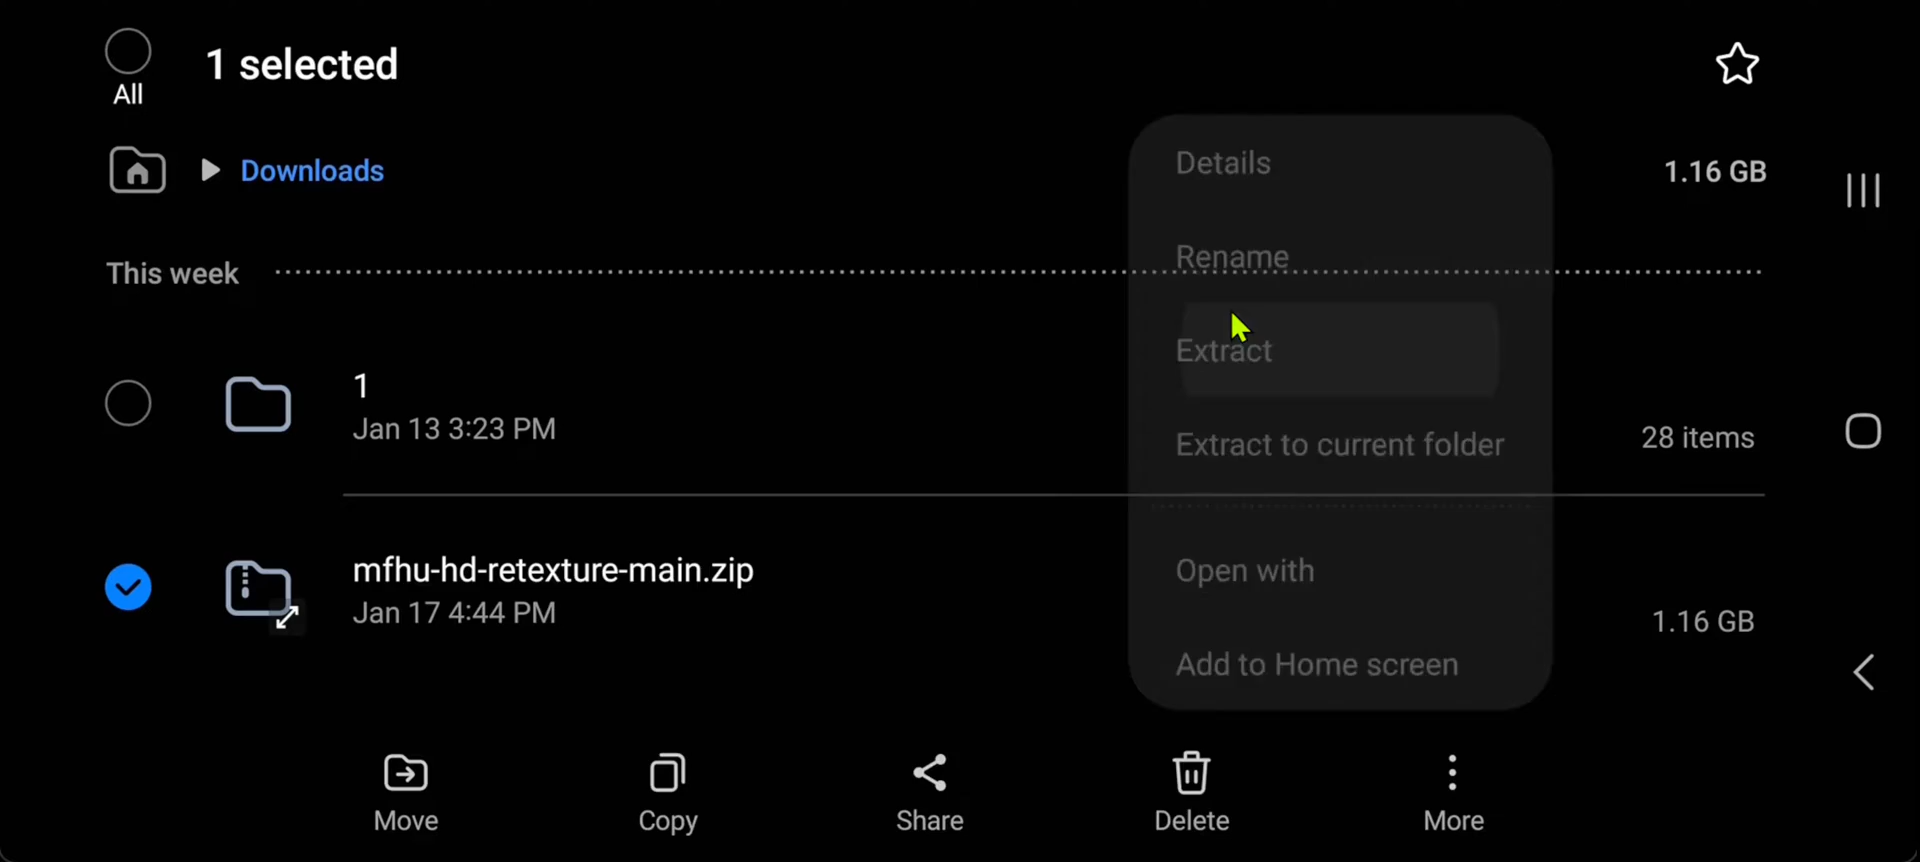 1 selected
All
Downloads
1.16 GB
This week
1
Jan 13 3:23 PM
28 items
mfhu-hd-retexture-main.zip
Jan 17 4:44 PM
1.16 GB
Details
Rename
Extract
Extract to current folder
Open with
Add to Home screen
Move
Copy
Share
Delete
More